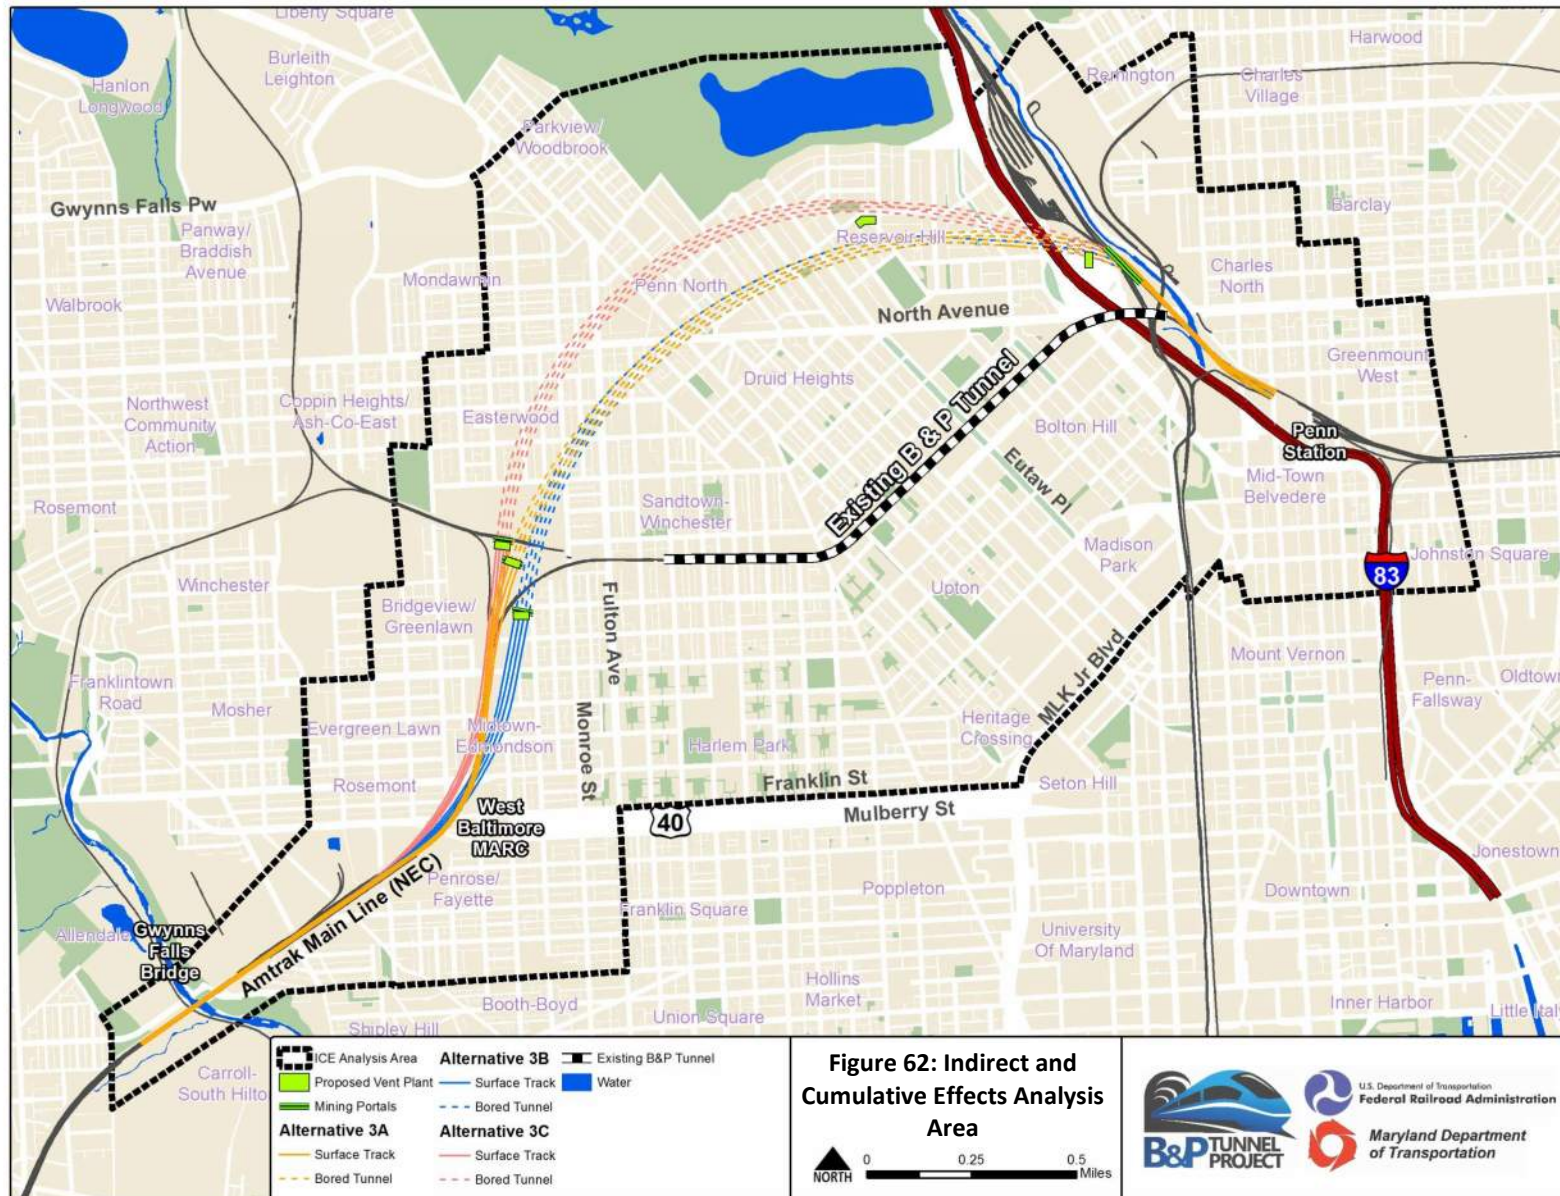 Liberty Square
Harwood
Burleith
Leighton
Remington
Charles
Village
Hanlon
Longwood
Parkview/
Woodbrook
Gwynns Falls Pw
Barclay
Panway/
Braddish
Avenue
Reservoir Hill
Mondawmin
Penn North
Charles
North
Walbrook
North Avenue
Greenmount
West
Druid Heights
Northwest
Community
Action
Coppin Heights/
Ash-Co-East
Easterwood
Bolton Hill
Penn
Station
Existing B & P Tunnel
Eutaw Pl
Mid-Town
Belvedere
Rosemont
Sandtown-
Winchester
Madison
Park
Johnston Square
83
Winchester
Upton
Bridgeview/
Greenlawn
Fulton Ave
MLK Jr Blvd
Mount Vernon
Franklintown
Road
Penn-
Fallsway
Oldtown
Mosher
Evergreen Lawn
Midtown-
Edmondson
Monroe St
Harlem Park
Heritage
Crossing
Rosemont
Franklin St
Seton Hill
West
Baltimore
MARC
40
Mulberry St
Jonestown
Amtrak Main Line (NEC)
Penrose/
Fayette
Poppleton
Downtown
Franklin Square
Allendale
Gwynns
Falls
Bridge
University
Of Maryland
Hollins
Market
Booth-Boyd
Union Square
Inner Harbor
Little Italy
Shipley Hill
Carroll-
South Hilto
ICE Analysis Area
Proposed Vent Plant
Mining Portals
Alternative 3A
Surface Track
Bored Tunnel
Alternative 3B
Surface Track
Bored Tunnel
Alternative 3C
Surface Track
Bored Tunnel
Existing B&P Tunnel
Water
Figure 62: Indirect and
Cumulative Effects Analysis
Area
NORTH
0 0.25 0.5
Miles
B&P TUNNEL
PROJECT
U.S. Department of Transportation
Federal Railroad Administration
Maryland Department
of Transportation